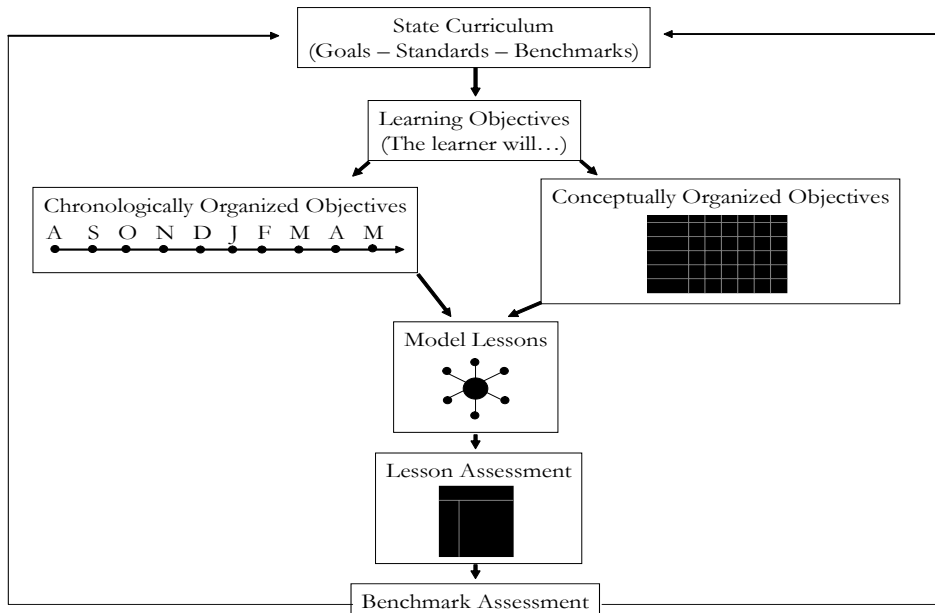 State Curriculum
(Goals – Standards – Benchmarks)
Learning Objectives
(The learner will…)
Chronologically Organized Objectives
A S O N D J F M A M
Conceptually Organized Objectives
Model Lessons
Lesson Assessment
Benchmark Assessment